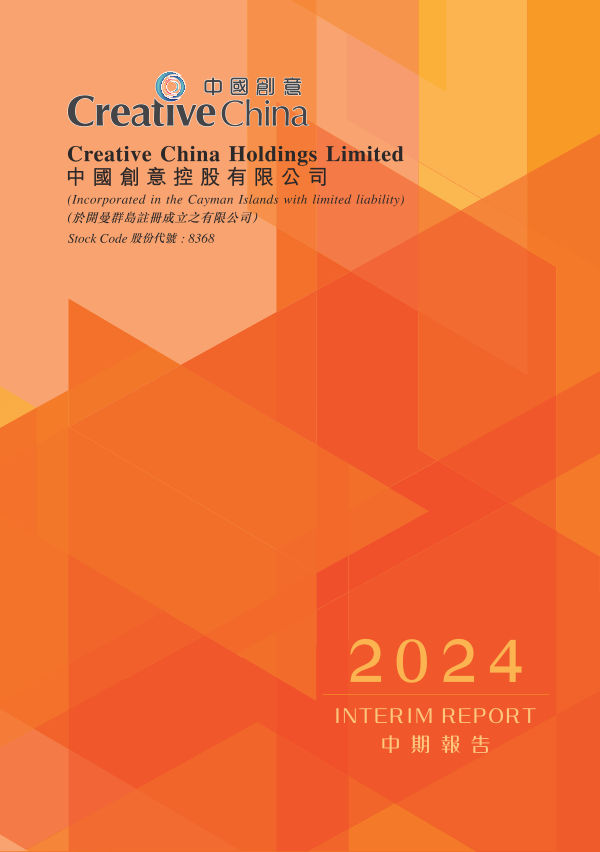 中國創意
Creative China
Creative China Holdings Limited
中國創意控股有限公司
(Incorporated in the Cayman Islands with limited liability)
(於開曼群島註冊成立之有限公司)
Stock Code 股份代號 : 8368
2024
INTERIM REPORT
中期報告